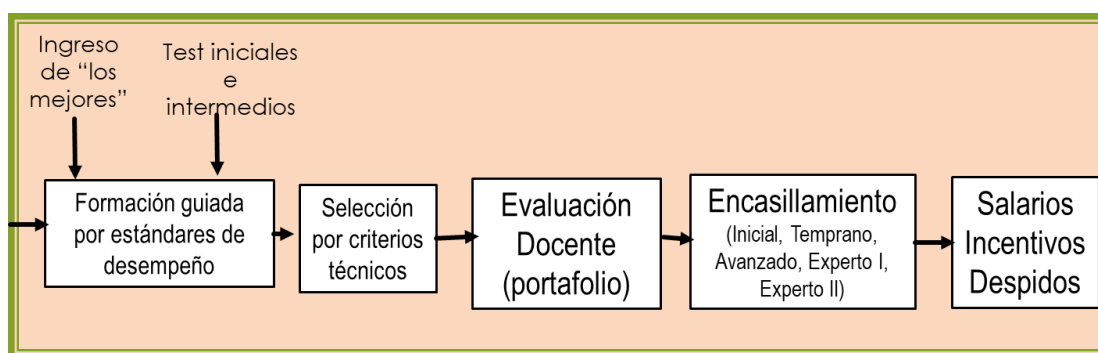 Ingreso
de “los
mejores”
Test iniciales
e
intermedios
Formación guiada
por estándares de
desempeño
Selección
por criterios
técnicos
Evaluación
Docente
(portafolio)
Encasillamiento
(Inicial, Temprano,
Avanzado, Experto I,
Experto II)
Salarios
Incentivos
Despidos